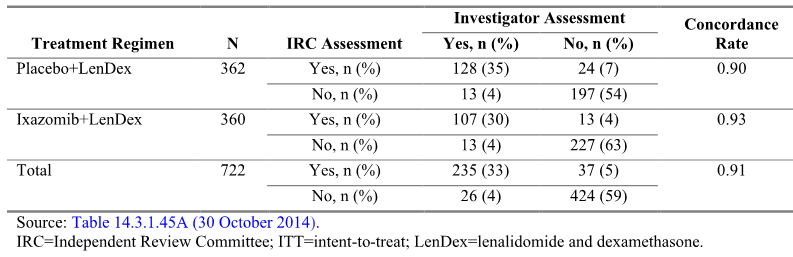 Investigator Assessment
Concordance
Treatment Regimen N IRC Assessment Yes, n (%) No, n (%) Rate
Placebo+LenDex 362 Yes, n (%) 128 (35) 24 (7) 0.90
No, n (%) 13 (4) 197 (54)
Ixazomib+LenDex 360 Yes, n (%) 107 (30) 13 (4) 0.93
No, n (%) 13 (4) 227 (63)
Total 722 Yes, n (%) 235 (33) 37 (5) 0.91
No, n (%) 26 (4) 424 (59)
Source: Table 14.3.1.45A (30 October 2014).
IRC=Independent Review Committee; ITT=intent-to-treat; LenDex=lenalidomide and dexamethasone.